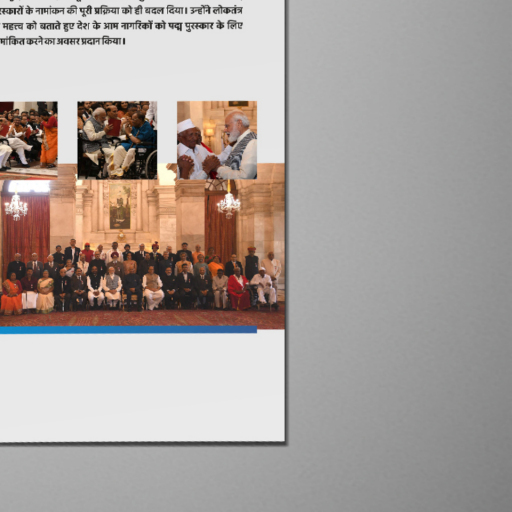 रस्कारों के नामांकन की पूरी प्रक्रिया को ही बदल दिया। उन्होंने लोकतंत्र
महत्व को बताते हुए देश के आम नागरिकों को पद्म पुरस्कार के लिए
मांकित करने का अवसर प्रदान किया।